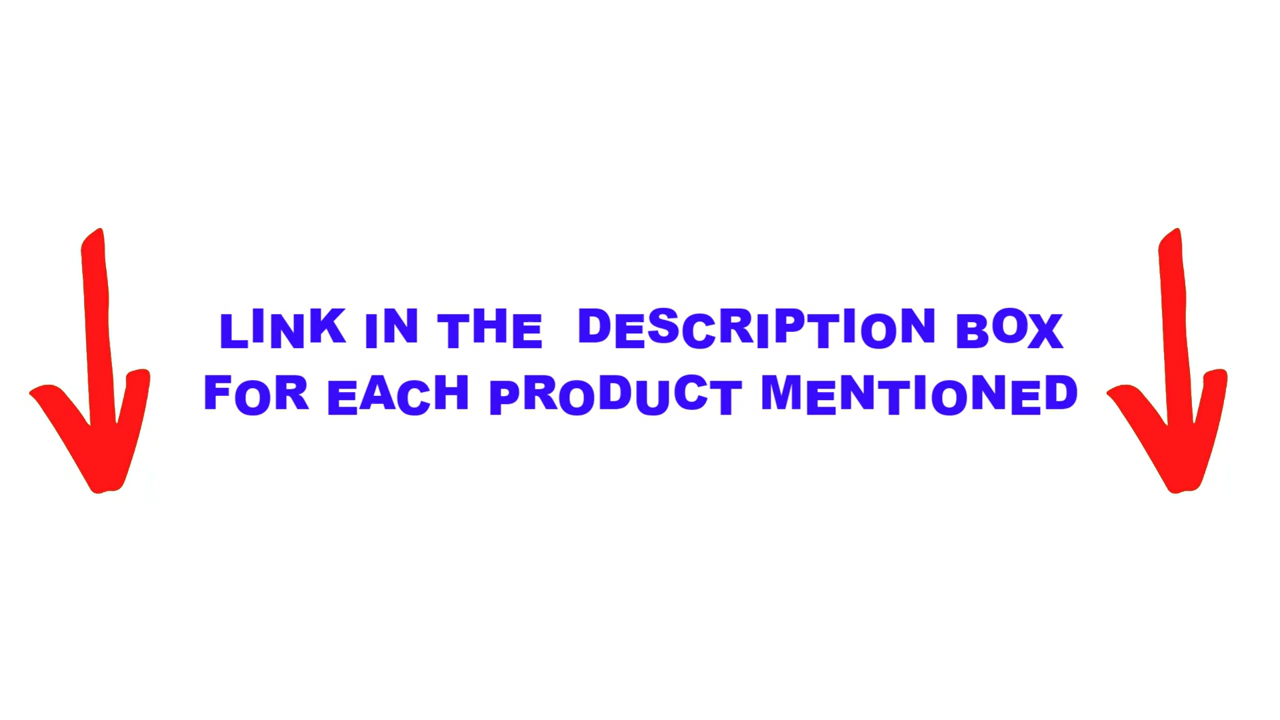 LINK IN THE DESCRIPTION BOX
FOR EACH PRODUCT MENTIONED